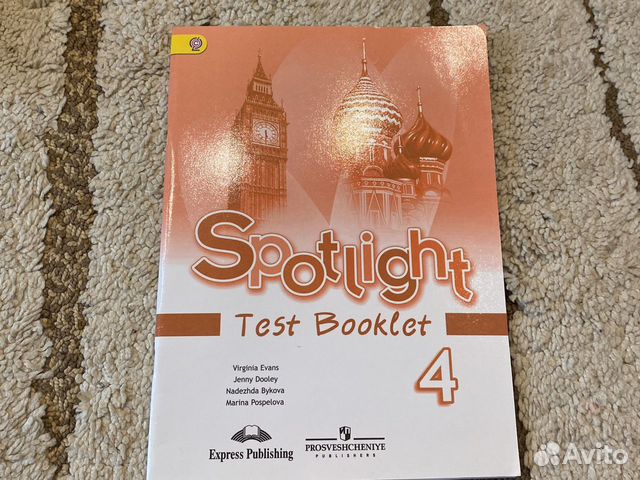 Spotlight
Test Booklet
4
Virginia Evans
Jenny Dooley
Nadezhda Bykova
Marina Pospelova
Express Publishing
PROSVESHCHENIYE
PUBLISHERS
Avito